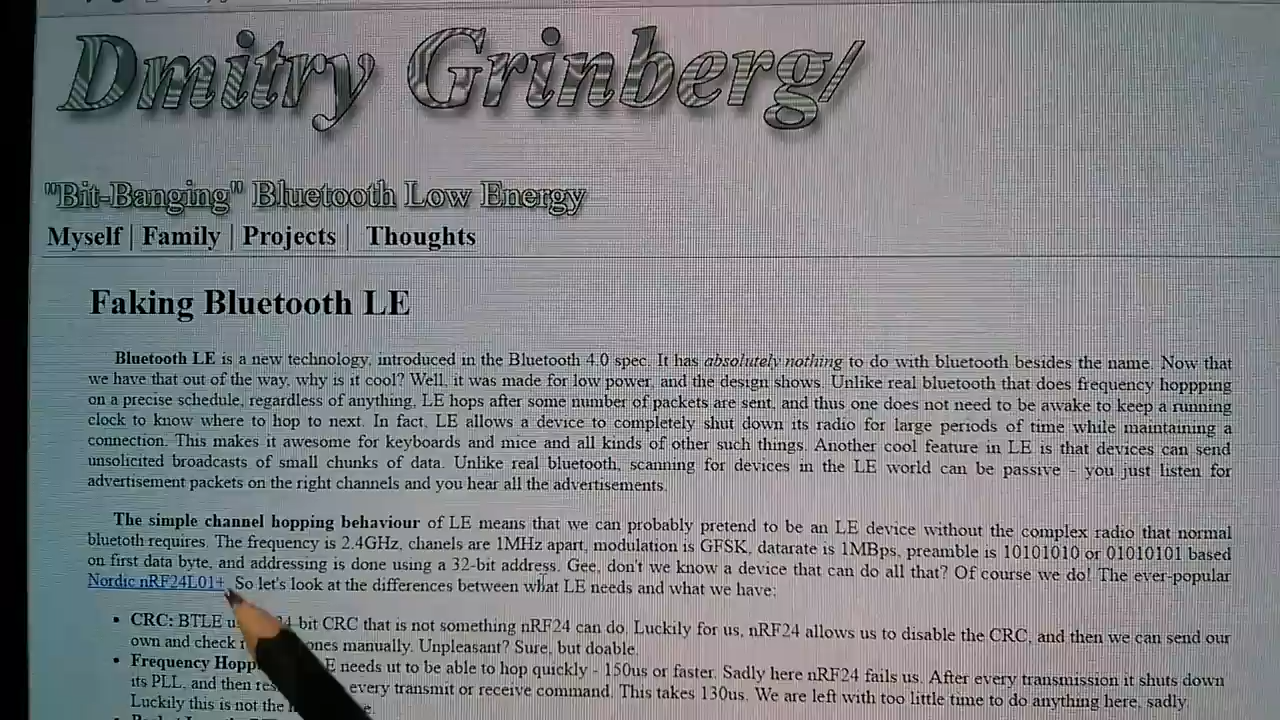 Dmitry Grinberg/
"Bit-Banging" Bluetooth Low Energy
Myself | Family | Projects | Thoughts
Faking Bluetooth LE
Bluetooth LE is a new technology, introduced in the Bluetooth 4.0 spec. It has absolutely nothing to do with bluetooth besides the name. Now that
we have that out of the way, why is it cool? Well, it was made for low power, and the design shows. Unlike real bluetooth that does frequency hoppping
on a precise schedule, regardless of anything, LE hops after some number of packets are sent, and thus one does not need to be awake to keep a running
clock to know where to hop to next. In fact, LE allows a device to completely shut down its radio for large periods of time while maintaining a
connection. This makes it awesome for keyboards and mice and all kinds of other such things. Another cool feature in LE is that devices can send
unsolicited broadcasts of small chunks of data. Unlike real bluetooth, scanning for devices in the LE world can be passive - you just listen for
advertisement packets on the right channels and you hear all the advertisements.
The simple channel hopping behaviour of LE means that we can probably pretend to be an LE device without the complex radio that normal
bluetoth requires. The frequency is 2.4GHz, chanels are 1MHz apart, modulation is GFSK, datarate is 1MBps, preamble is 10101010 or 01010101 based
on first data byte, and addressing is done using a 32-bit address. Gee, don't we know a device that can do all that? Of course we do! The ever-popular
Nordic nRF24L01+. So let's look at the differences between what LE needs and what we have:
CRC: BTLE bit CRC that is not something nRF24 can do. Luckily for us, nRF24 allows us to disable the CRC, and then we can send our
own and check ones manually. Unpleasant? Sure, but doable.
Frequency needs ut to be able to hop quickly - 150us or faster. Sadly here nRF24 fails us. After every transmission it shuts down
its PLL, and then every transmit or receive command. This takes 130us. We are left with too little time to do anything here, sadly.
Luckily this is not the